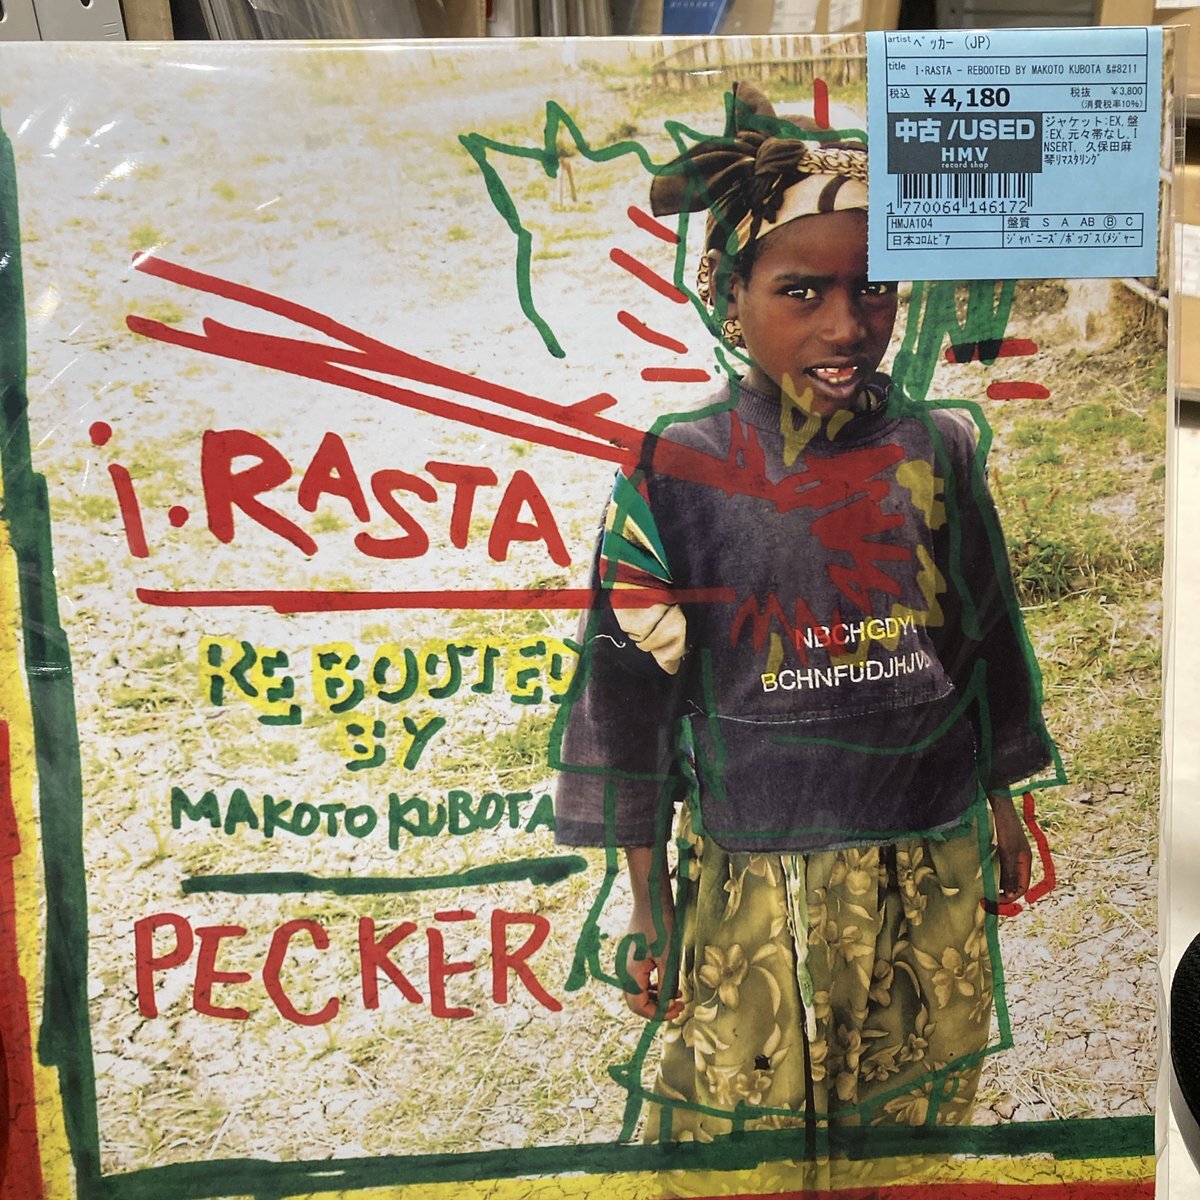 artist ペッカー (JP)
title I・RASTA - REBOOTED BY MAKOTO KUBOTA &#8211
税込 ¥4,180 税抜 ¥3,800
(消費税率10%)
中古/USED
HMV
record shop
ジャケット:EX,盤
:EX,元々帯なし,I
NSERT, 久保田麻
琴リマスタリング
1 770064 146172
HMJA104 盤質 S A AB B C
日本コロムビア ジャパニーズ/ポップス(メジャー
i.RASTA
REBOOTED
BY
MAKOTO KUBOTA
PECKER
NBCHGDYU
BCHNFUDJHJV